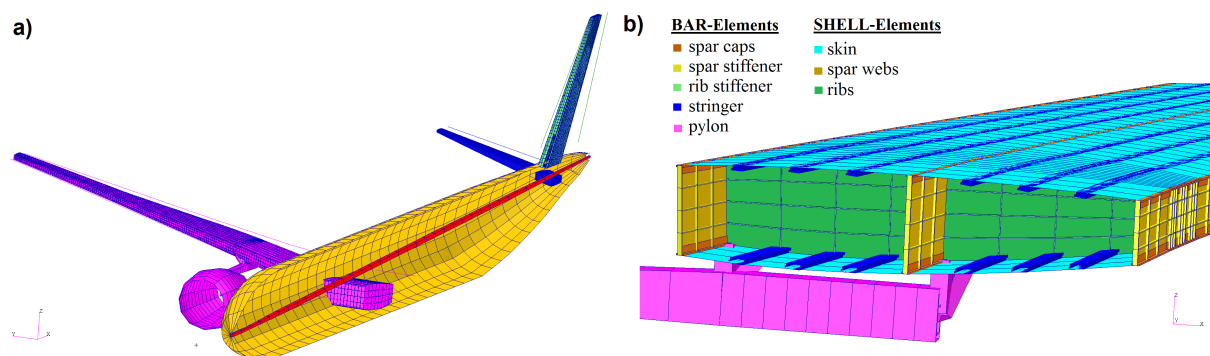 a)
b)
BAR-Elements
spar caps
spar stiffener
rib stiffener
stringer
pylon
SHELL-Elements
skin
spar webs
ribs
Z
Y
X
Z
Y
X